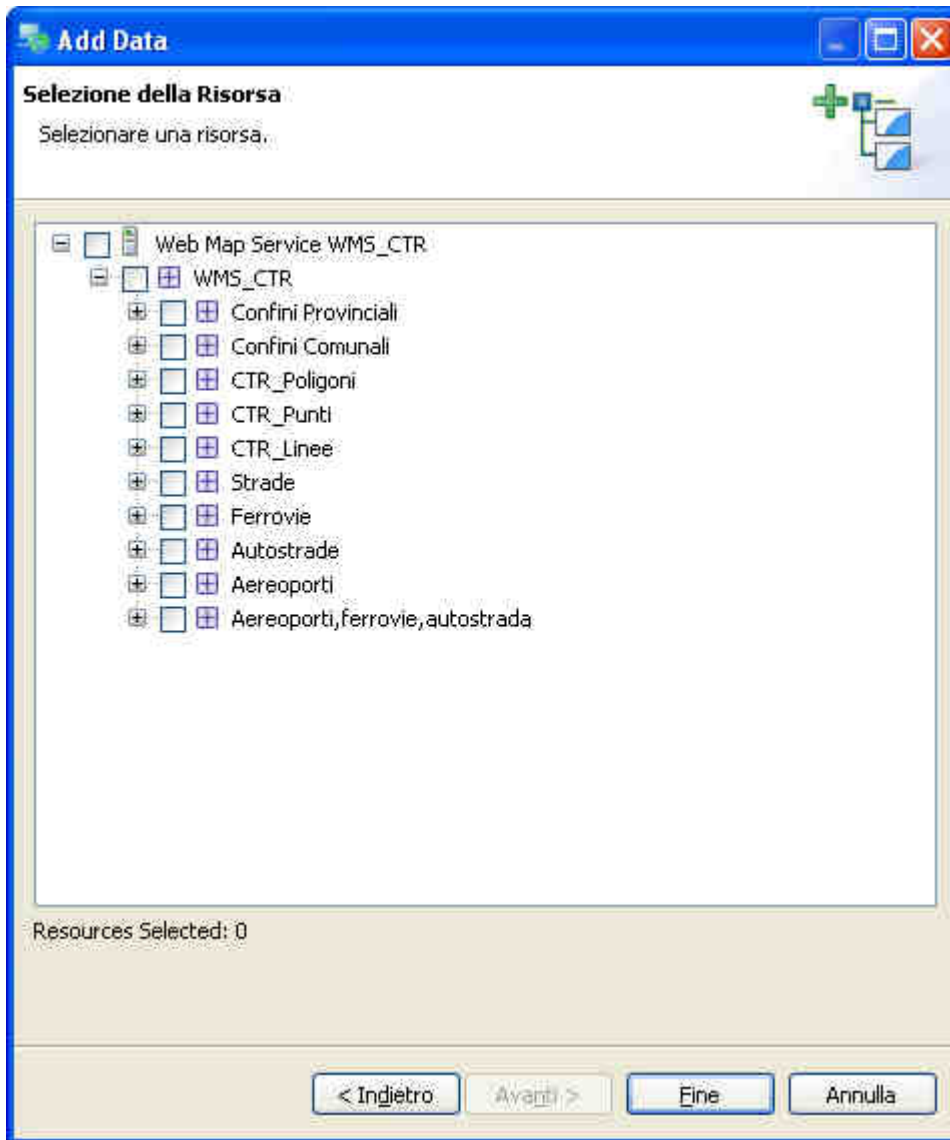 Add Data
Selezione della Risorsa
Selezionare una risorsa.
Web Map Service WMS_CTR
WMS_CTR
Confini Provinciali
Confini Comunali
CTR_Poligoni
CTR_Punti
CTR_Linee
Strade
Ferrovie
Autostrade
Aereoporti
Aereoporti,ferrovie,autostrada
Resources Selected: 0
< Indietro Avanti > Fine Annulla